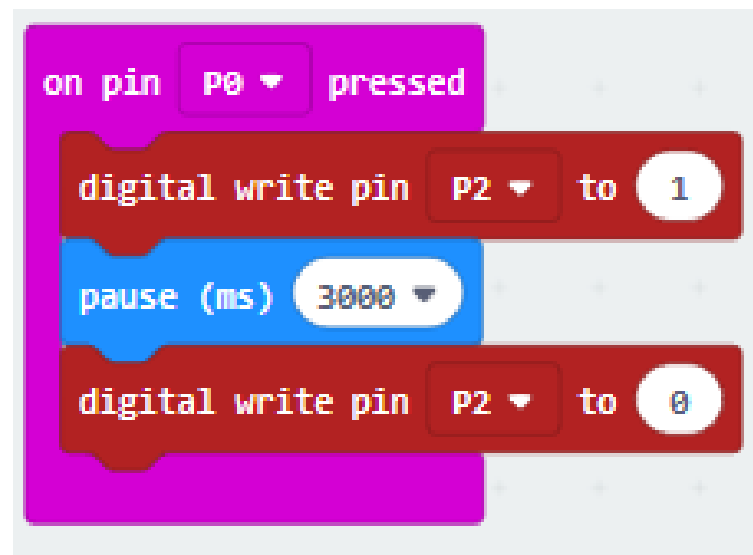 on pin P0 pressed
digital write pin P2 to 1
pause (ms) 3000
digital write pin P2 to 0